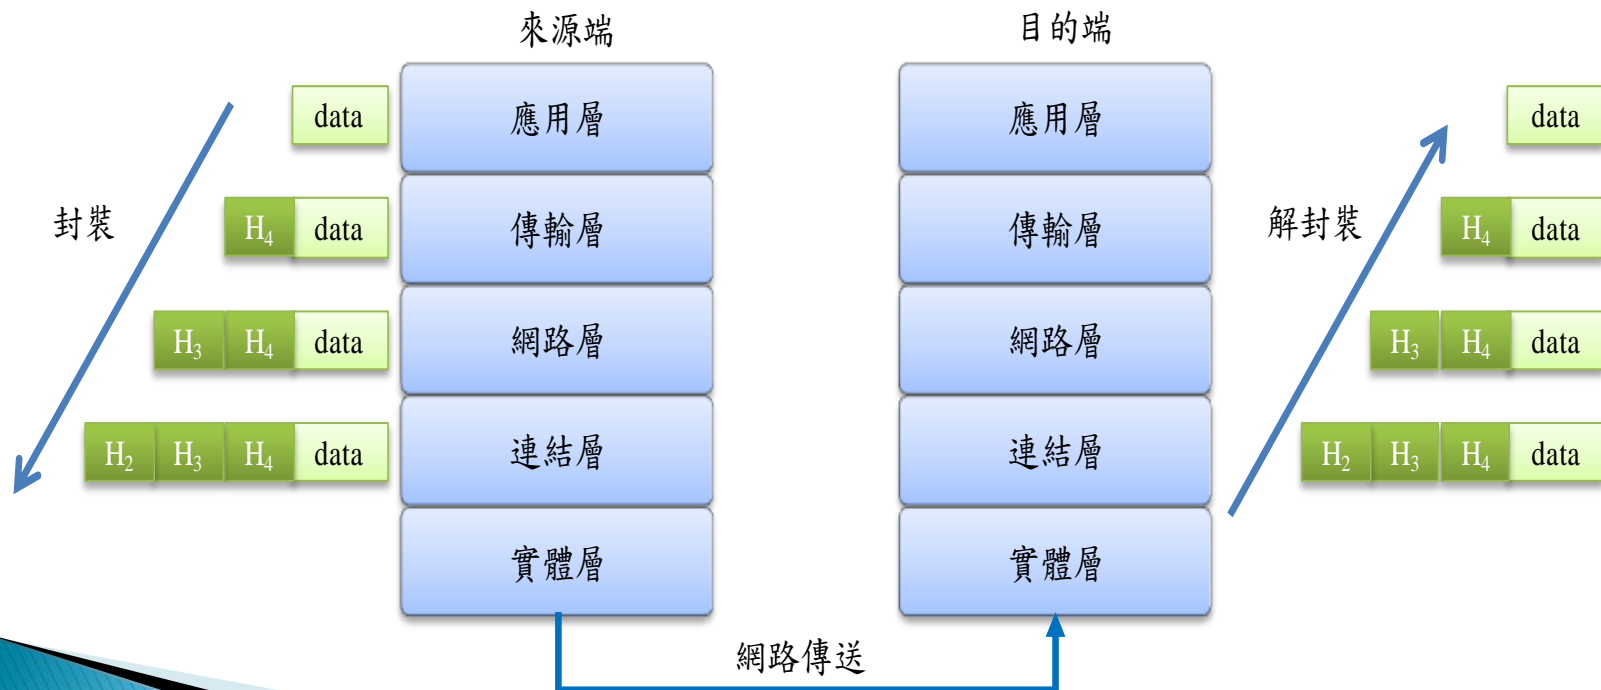 來源端 目的端
data 應用層 應用層 data
封裝 H₄ data 傳輸層 傳輸層 解封裝 H₄ data
H₃ H₄ data 網路層 網路層 H₃ H₄ data
H₂ H₃ H₄ data 連結層 連結層 H₂ H₃ H₄ data
實體層 實體層
網路傳送